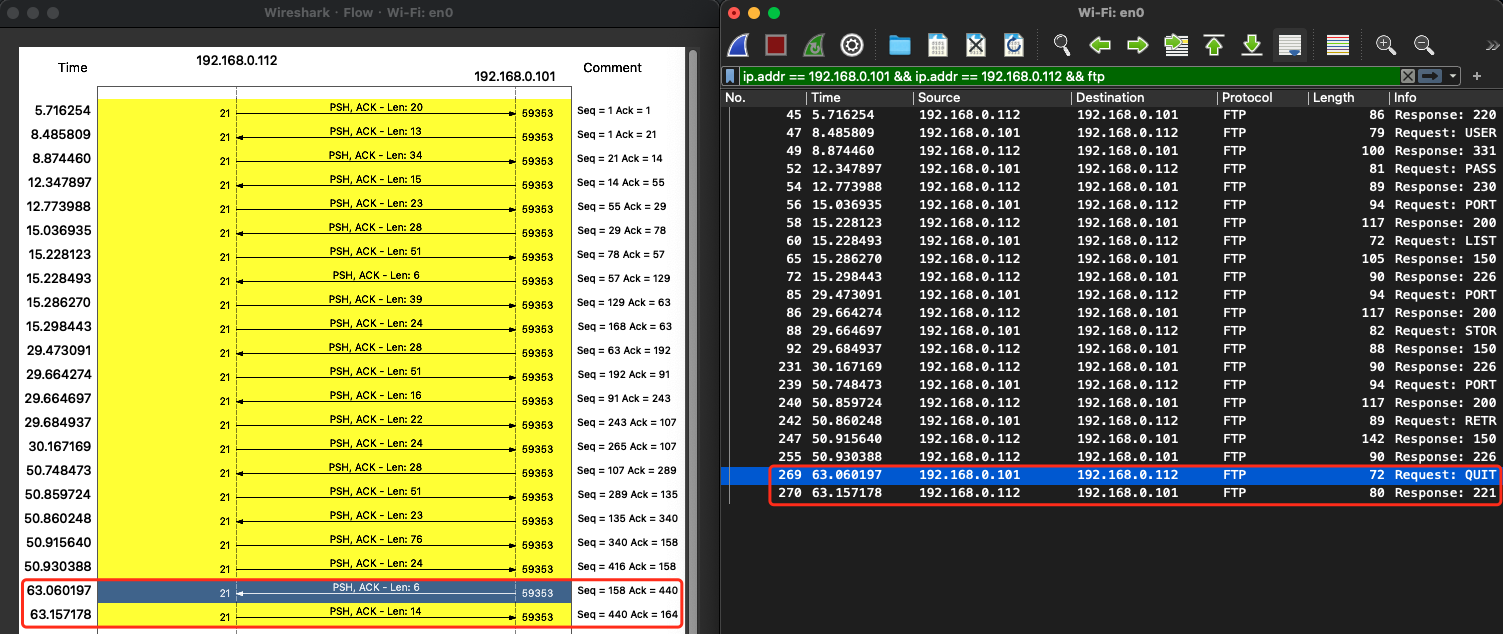 Wireshark · Flow · Wi-Fi: en0
Time 192.168.0.112 192.168.0.101 Comment
5.716254 21 PSH, ACK - Len: 20 59353 Seq = 1 Ack = 1
8.485809 21 PSH, ACK - Len: 13 59353 Seq = 1 Ack = 21
8.874460 21 PSH, ACK - Len: 34 59353 Seq = 21 Ack = 14
12.347897 21 PSH, ACK - Len: 15 59353 Seq = 14 Ack = 55
12.773988 21 PSH, ACK - Len: 23 59353 Seq = 55 Ack = 29
15.036935 21 PSH, ACK - Len: 28 59353 Seq = 29 Ack = 78
15.228123 21 PSH, ACK - Len: 51 59353 Seq = 78 Ack = 57
15.228493 21 PSH, ACK - Len: 6 59353 Seq = 57 Ack = 129
15.286270 21 PSH, ACK - Len: 39 59353 Seq = 129 Ack = 63
15.298443 21 PSH, ACK - Len: 24 59353 Seq = 168 Ack = 63
29.473091 21 PSH, ACK - Len: 28 59353 Seq = 63 Ack = 192
29.664274 21 PSH, ACK - Len: 51 59353 Seq = 192 Ack = 91
29.664697 21 PSH, ACK - Len: 16 59353 Seq = 91 Ack = 243
29.684937 21 PSH, ACK - Len: 22 59353 Seq = 243 Ack = 107
30.167169 21 PSH, ACK - Len: 24 59353 Seq = 265 Ack = 107
50.748473 21 PSH, ACK - Len: 28 59353 Seq = 107 Ack = 289
50.859724 21 PSH, ACK - Len: 51 59353 Seq = 289 Ack = 135
50.860248 21 PSH, ACK - Len: 23 59353 Seq = 135 Ack = 340
50.915640 21 PSH, ACK - Len: 76 59353 Seq = 340 Ack = 158
50.930388 21 PSH, ACK - Len: 24 59353 Seq = 416 Ack = 158
63.060197 21 PSH, ACK - Len: 6 59353 Seq = 158 Ack = 440
63.157178 21 PSH, ACK - Len: 14 59353 Seq = 440 Ack = 164
Wi-Fi: en0
ip.addr == 192.168.0.101 && ip.addr == 192.168.0.112 && ftp
No. Time Source Destination Protocol Length Info
45 5.716254 192.168.0.112 192.168.0.101 FTP 86 Response: 220
47 8.485809 192.168.0.101 192.168.0.112 FTP 79 Request: USER
49 8.874460 192.168.0.112 192.168.0.101 FTP 100 Response: 331
52 12.347897 192.168.0.101 192.168.0.112 FTP 81 Request: PASS
54 12.773988 192.168.0.112 192.168.0.101 FTP 89 Response: 230
56 15.036935 192.168.0.101 192.168.0.112 FTP 94 Request: PORT
58 15.228123 192.168.0.112 192.168.0.101 FTP 117 Response: 200
60 15.228493 192.168.0.101 192.168.0.112 FTP 72 Request: LIST
65 15.286270 192.168.0.112 192.168.0.101 FTP 105 Response: 150
72 15.298443 192.168.0.112 192.168.0.101 FTP 90 Response: 226
85 29.473091 192.168.0.101 192.168.0.112 FTP 94 Request: PORT
86 29.664274 192.168.0.112 192.168.0.101 FTP 117 Response: 200
88 29.664697 192.168.0.101 192.168.0.112 FTP 82 Request: STOR
92 29.684937 192.168.0.112 192.168.0.101 FTP 88 Response: 150
231 30.167169 192.168.0.112 192.168.0.101 FTP 90 Response: 226
239 50.748473 192.168.0.101 192.168.0.112 FTP 94 Request: PORT
240 50.859724 192.168.0.112 192.168.0.101 FTP 117 Response: 200
242 50.860248 192.168.0.101 192.168.0.112 FTP 89 Request: RETR
247 50.915640 192.168.0.112 192.168.0.101 FTP 142 Response: 150
255 50.930388 192.168.0.112 192.168.0.101 FTP 90 Response: 226
269 63.060197 192.168.0.101 192.168.0.112 FTP 72 Request: QUIT
270 63.157178 192.168.0.112 192.168.0.101 FTP 80 Response: 221